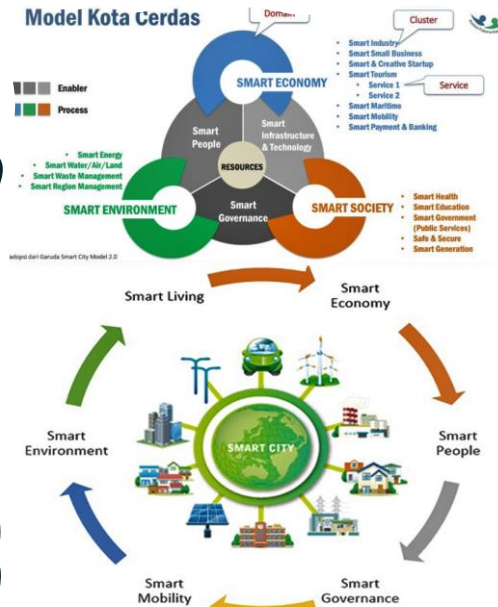 Model Kota Cerdas
Domain
Cluster
Enabler
Process
SMART ECONOMY
• Smart Industry
• Smart Small Business
• Smart & Creative Startup
• Smart Tourism
• Service 1
• Service 2
• Smart Maritime
• Smart Mobility
• Smart Payment & Banking
Service
Smart
People
Smart
Infrastructure
& Technology
RESOURCES
Smart
Governance
• Smart Energy
• Smart Water/Air/Land
• Smart Waste Management
• Smart Region Management
SMART ENVIRONMENT
SMART SOCIETY
• Smart Health
• Smart Education
• Smart Government
(Public Services)
• Safe & Secure
• Smart Generation
adopsi dari Garuda Smart City Model 2.0
Smart Living
Smart
Economy
Smart
Environment
SMART CITY
Smart
People
Smart
Mobility
Smart
Governance